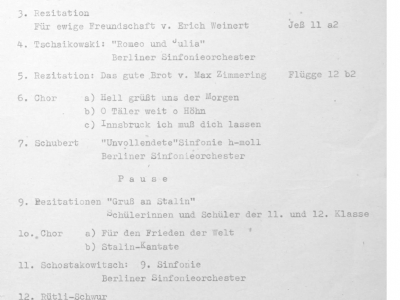 3. Rezitation
Für ewige Freundschaft v. Erich Weinert Jeß 11 a2
4. Tschaikowski: "Romeo und Julia"
Berliner Sinfonieorchester
5. Rezitation: Das gute Brot v. Max Zimmering Flügge 12 b2
6. Chor a) Hell grüßt uns der Morgen
b) O Täler weit o Höhn
c) Innsbruck ich muß dich lassen
7. Schubert "Unvollendete" Sinfonie h-moll
Berliner Sinfonieorchester
P a u s e
9. Rezitationen "Gruß an Stalin"
Schülerinnen und Schüler der 11. und 12. Klasse
1o. Chor a) Für den Frieden der Welt
b) Stalin-Kantate
11. Schostakowitsch: 9. Sinfonie
Berliner Sinfonieorchester
12. Rütli-Schwur